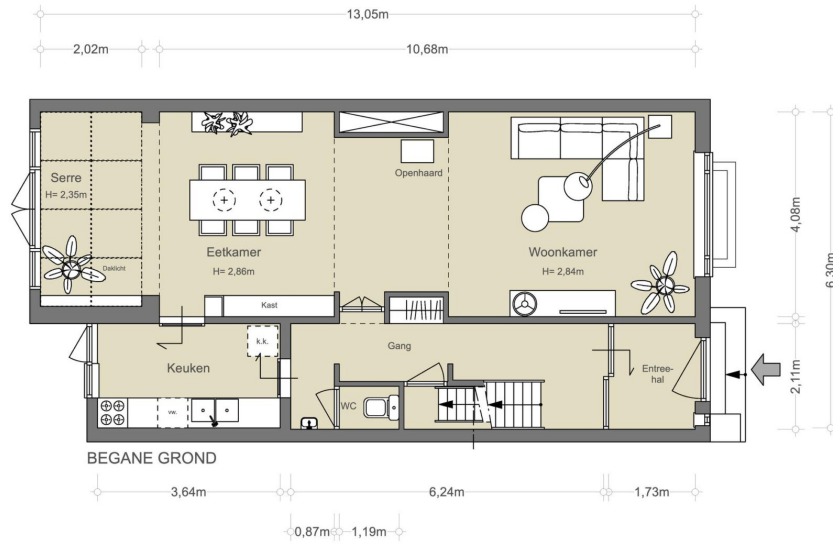 13,05m
2,02m
10,68m
Serre
H= 2,35m
Openhaard
4,08m
6,30m
Eetkamer
H= 2,86m
Woonkamer
H= 2,84m
Daklicht
Kast
k.k.
Keuken
Gang
Entree-
hal
2,11m
vw.
WC
BEGANE GROND
3,64m
6,24m
1,73m
0,87m
1,19m